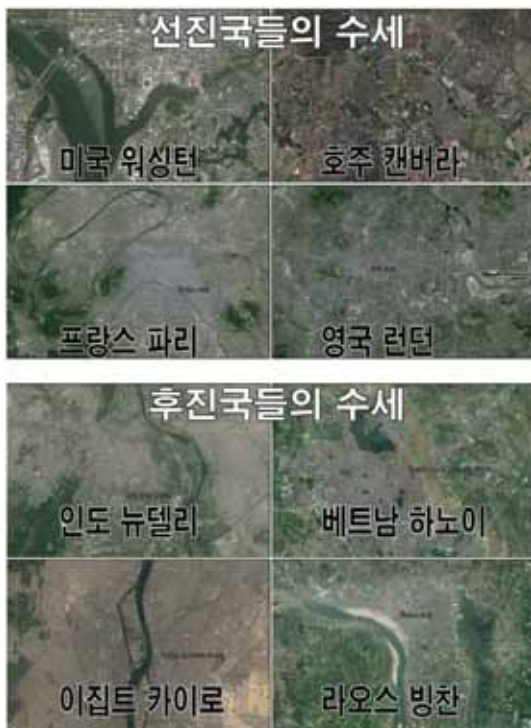 선진국들의 수세
미국 워싱턴
호주 캔버라
프랑스 파리
영국 런던
후진국들의 수세
인도 뉴델리
베트남 하노이
이집트 카이로
라오스 빙찬